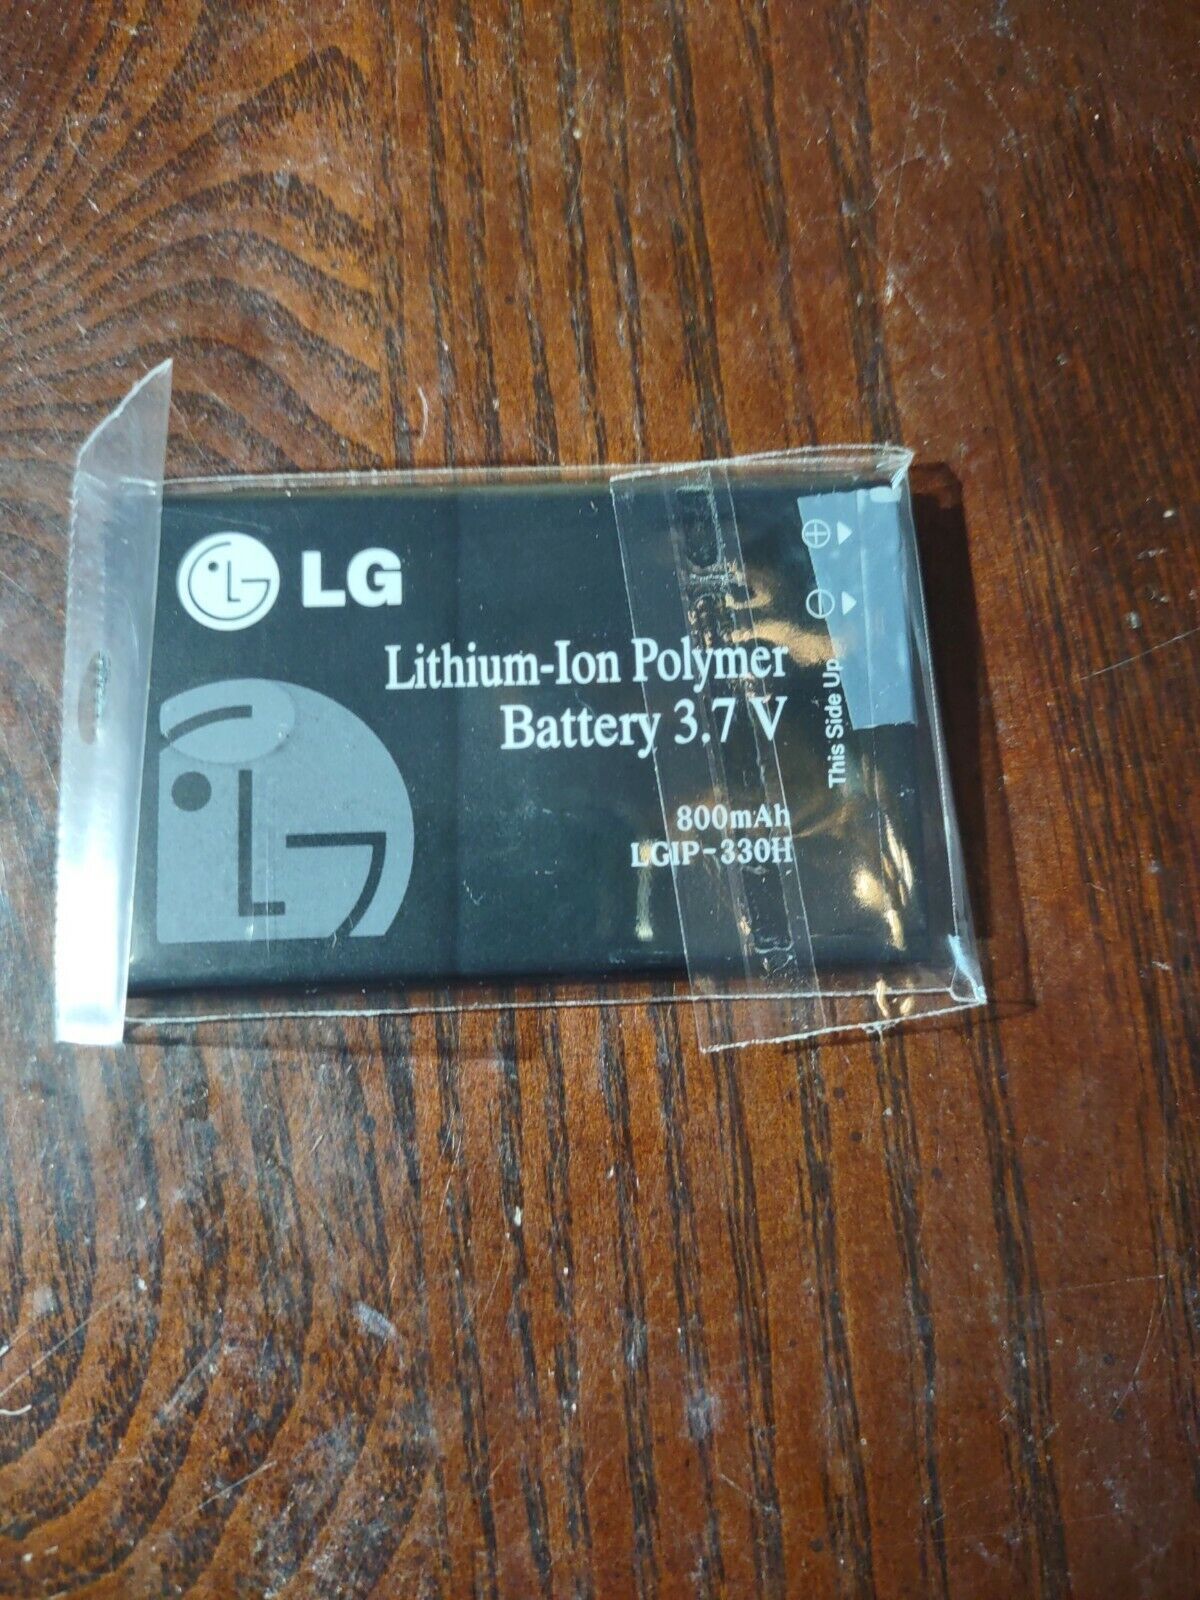 LG
Lithium-Ion Polymer
Battery 3.7 V
800mAh
LGIP-330H
This Side Up